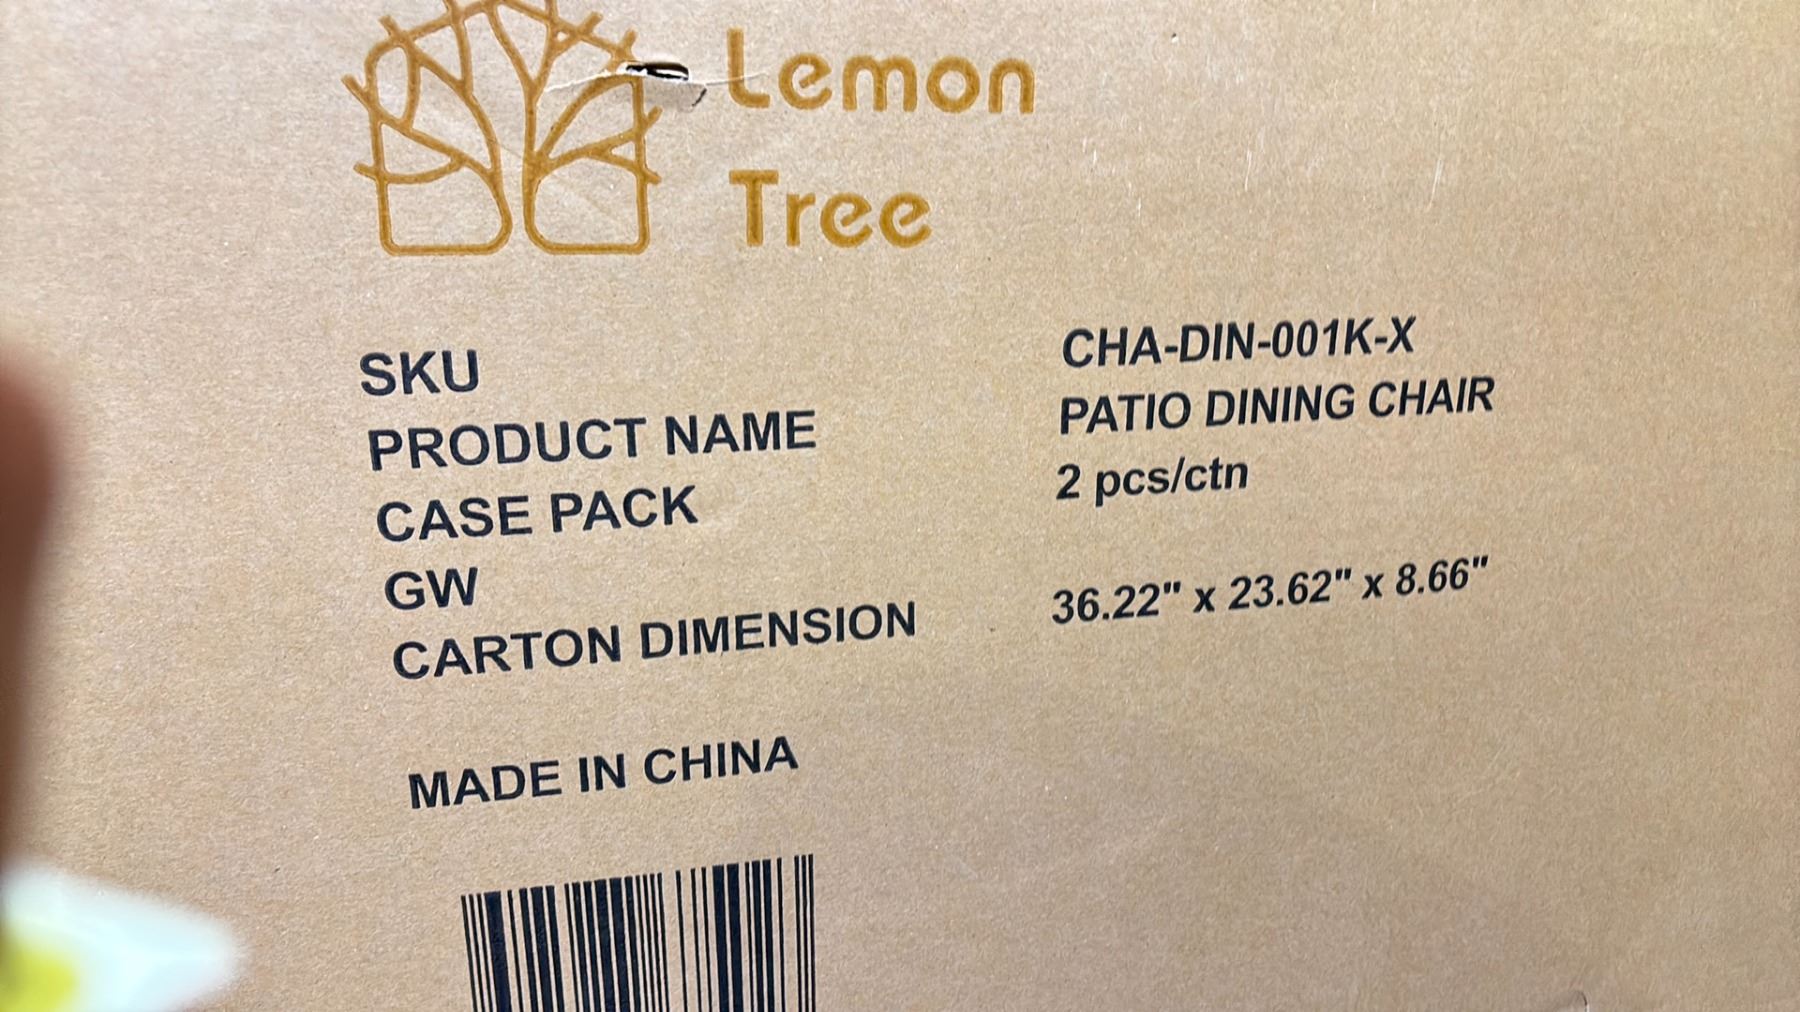 Lemon
Tree
SKU CHA-DIN-001K-X
PRODUCT NAME PATIO DINING CHAIR
CASE PACK 2 pcs/ctn
GW
CARTON DIMENSION 36.22" x 23.62" x 8.66"
MADE IN CHINA